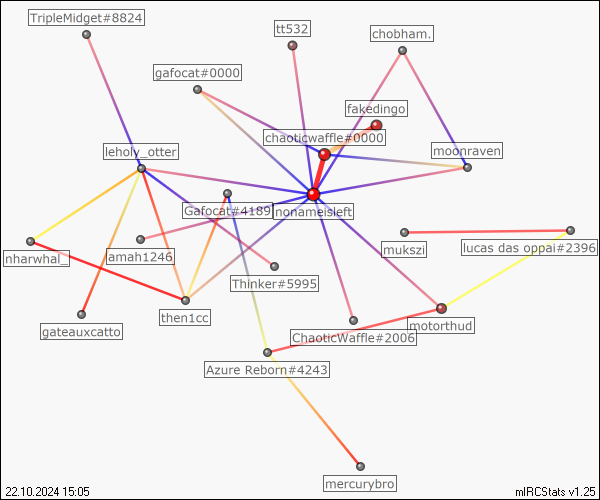 TripleMidget#8824
tt532
chobham.
gafocat#0000
fakedingo
chaoticwaffle#0000
leholy_otter
moonraven
Gafocat#4189
nonameisleft
nharwhal_
amah1246
mukszi
lucas das oppai#2396
Thinker#5995
gateauxcatto
then1cc
ChaoticWaffle#2006
motorthud
Azure Reborn#4243
mercurybro
22.10.2024 15:05
mIRCStats v1.25